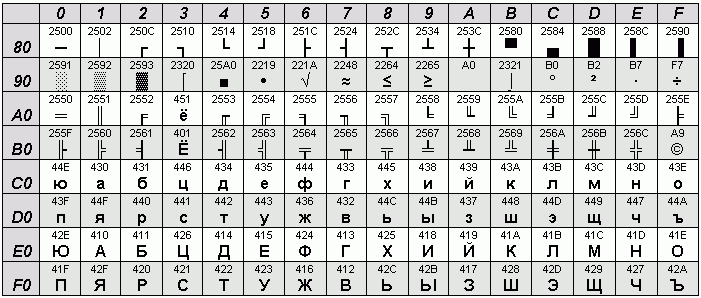 0 1 2 3 4 5 6 7 8 9 A B C D E F
2500 2502 250C 2510 2514 2518 251C 2524 252C 2534 253C 2580 2584 2588 258C 2590
80 ─ │ ┌ ┐ └ ┘ ├ ┤ ┬ ┴ ┼ ▀ ▄ █ ▌ ▐
2591 2592 2593 2320 25A0 2219 221A 2248 2264 2265 A0 2321 B0 B2 B7 F7
90 ░ ▒ ▓ ⌠ ■ ∙ √ ≈ ≤ ≥ ⌡ ° ² · ÷
2550 2551 2552 451 2553 2554 2555 2556 2557 2558 2559 255A 255B 255C 255D 255E
A0 ═ ║ ╒ ё ╓ ╔ ╕ ╖ ╗ ╘ ╙ ╚ ╛ ╜ ╝ ╞
255F 2560 2561 401 2562 2563 2564 2565 2566 2567 2568 2569 256A 256B 256C A9
B0 ╟ ╠ ╡ Ё ╢ ╣ ╤ ╥ ╦ ╧ ╨ ╩ ╪ ╫ ╬ ©
44E 430 431 446 434 435 444 433 445 438 439 43A 43B 43C 43D 43E
C0 ю а б ц д е ф г х и й к л м н о
43F 44F 440 441 442 443 436 432 44C 44B 437 448 44D 449 447 44A
D0 п я р с т у ж в ь ы з ш э щ ч ъ
42E 410 411 426 414 415 424 413 425 418 419 41A 41B 41C 41D 41E
E0 Ю А Б Ц Д Е Ф Г Х И Й К Л М Н О
41F 42F 420 421 422 423 416 412 42C 42B 417 428 42D 429 427 42A
F0 П Я Р С Т У Ж В Ь Ы З Ш Э Щ Ч Ъ